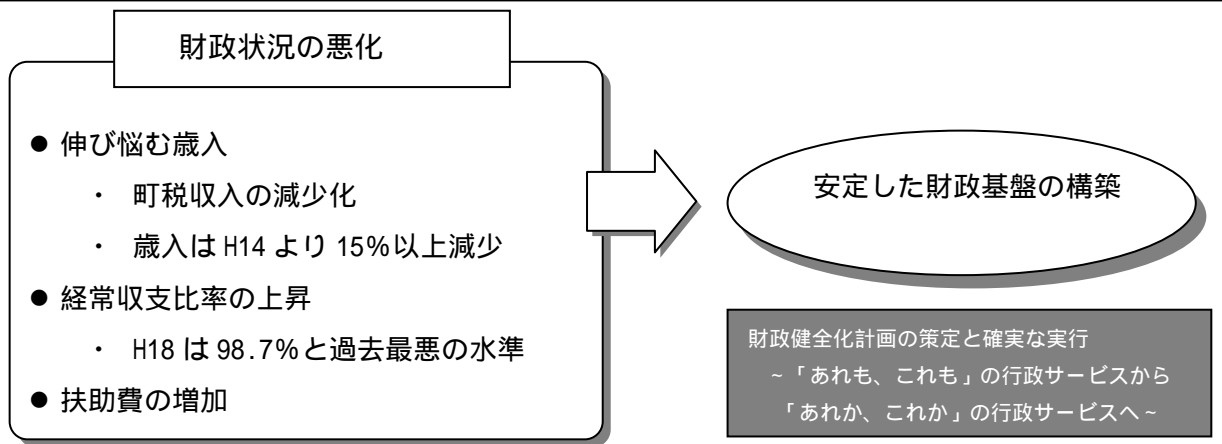 財政状況の悪化
● 伸び悩む歳入
・ 町税収入の減少化
・ 歳入は H14 より 15%以上減少
● 経常収支比率の上昇
・ H18 は 98.7%と過去最悪の水準
● 扶助費の増加
安定した財政基盤の構築
財政健全化計画の策定と確実な実行
~「あれも、これも」の行政サービスから
「あれか、これか」の行政サービスへ~